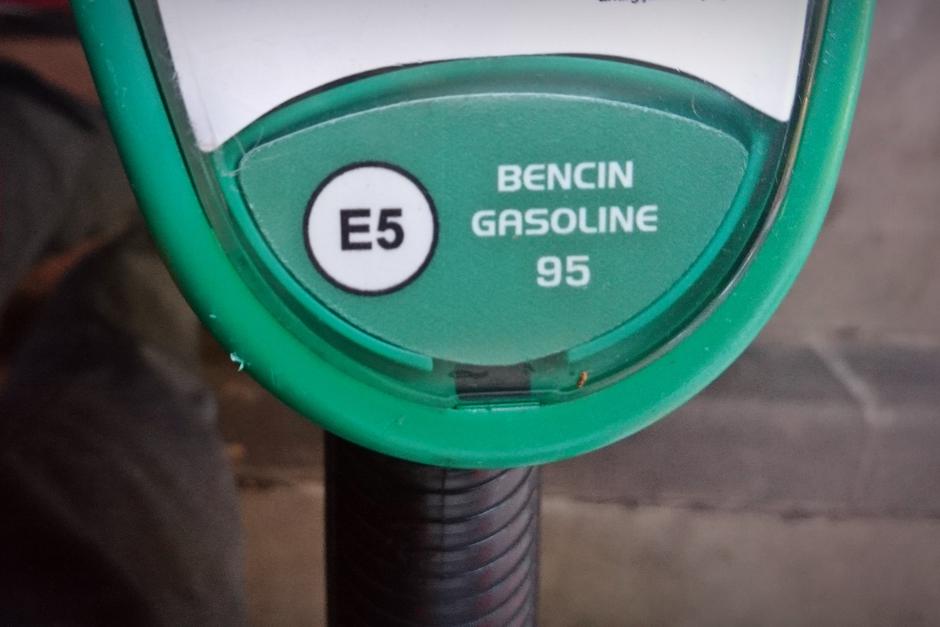 E5
BENCIN
GASOLINE
95